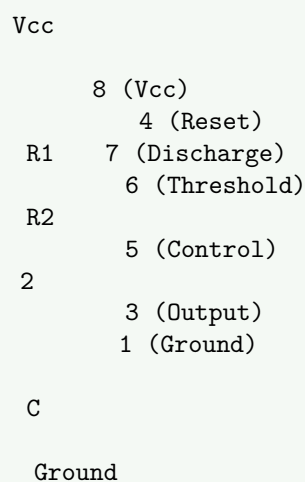 Vcc
8 (Vcc)
4 (Reset)
R1 7 (Discharge)
6 (Threshold)
R2
5 (Control)
2
3 (Output)
1 (Ground)
C
Ground